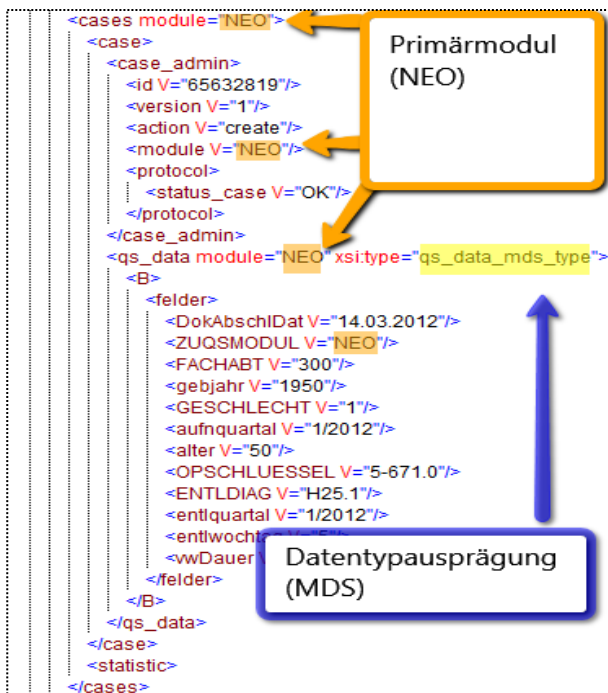 <cases module="NEO">
<case>
<case_admin>
<id V="65632819"/>
<version V="1"/>
<action V="create"/>
<module V="NEO"/>
<protocol>
<status_case V="OK"/>
</protocol>
</case_admin>
<qs_data module="NEO" xsi:type="qs_data_mds_type">
<B>
<felder>
<DokAbschlDat V="14.03.2012"/>
<ZUQSMODUL V="NEO"/>
<FACHABT V="300"/>
<gebjahr V="1950"/>
<GESCHLECHT V="1"/>
<aufnquartal V="1/2012"/>
<alter V="50"/>
<OPSCHLUESSEL V="5-671.0"/>
<ENTLDIAG V="H25.1"/>
<entlquartal V="1/2012"/>
<vwDauer
</felder>
</B>
</qs_data>
</case>
<statistic>
</cases>
Primärmodul
(NEO)
Datentypausprägung
(MDS)